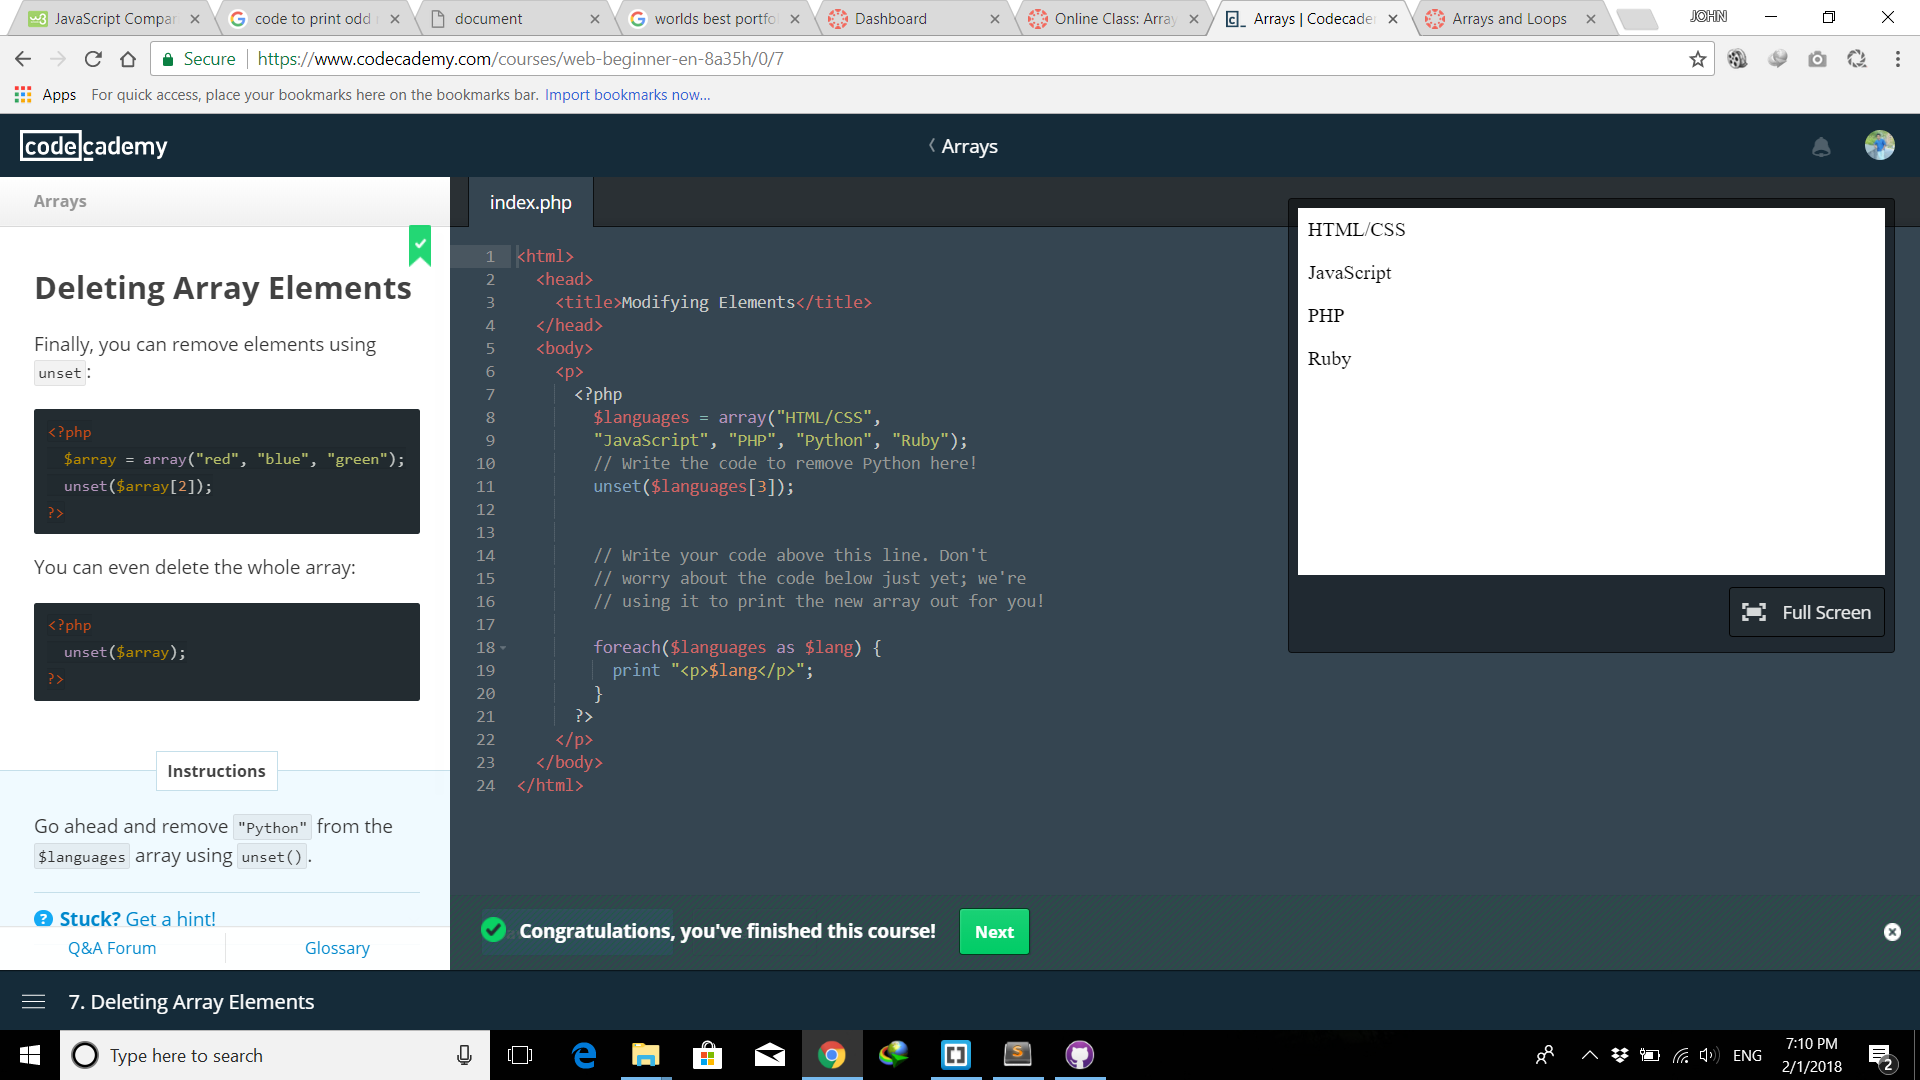 JavaScript Compar
code to print odd
document
worlds best portfo
Dashboard
Online Class: Array
Arrays | Codecade
Arrays and Loops
JOHN
Secure
https://www.codecademy.com/courses/web-beginner-en-8a35h/0/7
Apps
For quick access, place your bookmarks here on the bookmarks bar. Import bookmarks now...
codecademy
Arrays
Arrays
Deleting Array Elements
Finally, you can remove elements using
unset:
<?php
$array = array("red", "blue", "green");
unset($array[2]);
?>
You can even delete the whole array:
<?php
unset($array);
?>
Instructions
Go ahead and remove "Python" from the
$languages array using unset().
? Stuck? Get a hint!
Q&A Forum
Glossary
index.php
1 <html>
2 <head>
3 <title>Modifying Elements</title>
4 </head>
5 <body>
6 <p>
7 <?php
8 $languages = array("HTML/CSS",
9 "JavaScript", "PHP", "Python", "Ruby");
10 // Write the code to remove Python here!
11 unset($languages[3]);
12
13
14 // Write your code above this line. Don't
15 // worry about the code below just yet; we're
16 // using it to print the new array out for you!
17
18 foreach($languages as $lang) {
19 print "<p>$lang</p>";
20 }
21 ?>
22 </p>
23 </body>
24 </html>
HTML/CSS
JavaScript
PHP
Ruby
Full Screen
Congratulations, you've finished this course!
Next
7. Deleting Array Elements
Type here to search
ENG
7:10 PM
2/1/2018
2